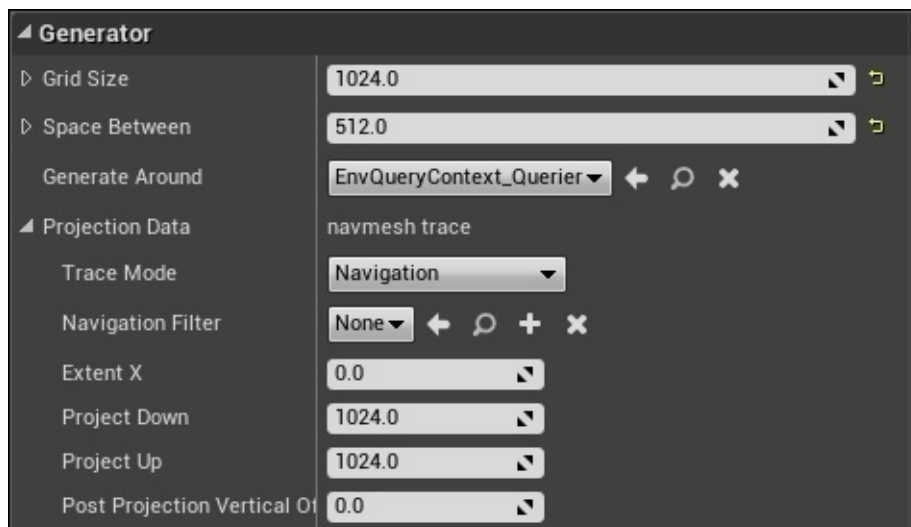 Generator
Grid Size 1024.0
Space Between 512.0
Generate Around EnvQueryContext_Querier
Projection Data navmesh trace
Trace Mode Navigation
Navigation Filter None
Extent X 0.0
Project Down 1024.0
Project Up 1024.0
Post Projection Vertical Of 0.0